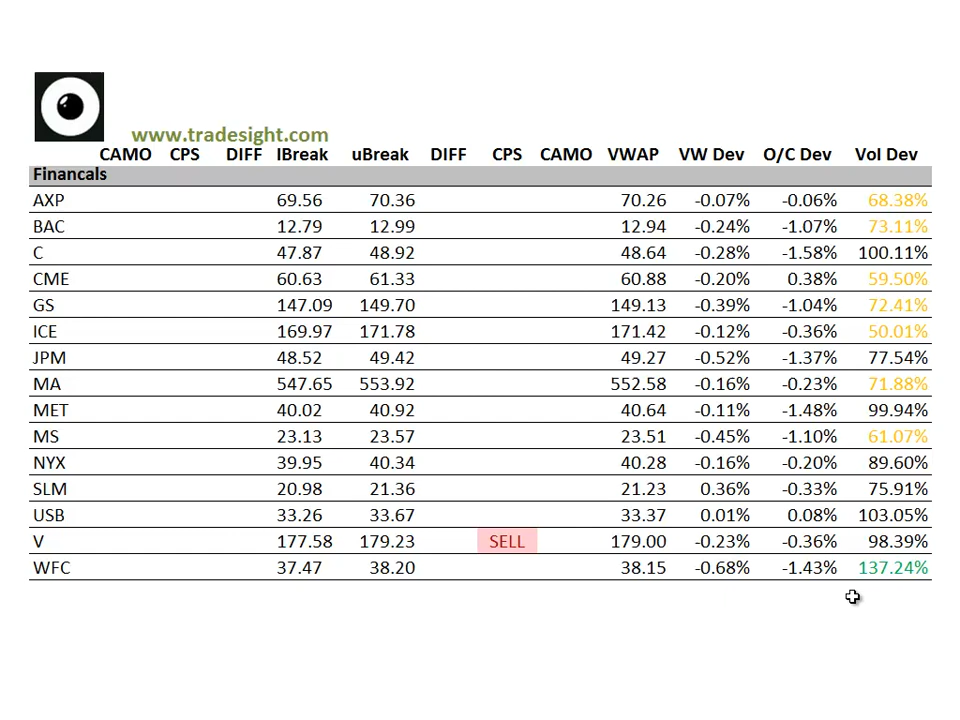 www.tradesight.com
CAMO CPS DIFF lBreak uBreak DIFF CPS CAMO VWAP VW Dev O/C Dev Vol Dev
Financals
AXP 69.56 70.36 70.26 -0.07% -0.06% 68.38%
BAC 12.79 12.99 12.94 -0.24% -1.07% 73.11%
C 47.87 48.92 48.64 -0.28% -1.58% 100.11%
CME 60.63 61.33 60.88 -0.20% 0.38% 59.50%
GS 147.09 149.70 149.13 -0.39% -1.04% 72.41%
ICE 169.97 171.78 171.42 -0.12% -0.36% 50.01%
JPM 48.52 49.42 49.27 -0.52% -1.37% 77.54%
MA 547.65 553.92 552.58 -0.16% -0.23% 71.88%
MET 40.02 40.92 40.64 -0.11% -1.48% 99.94%
MS 23.13 23.57 23.51 -0.45% -1.10% 61.07%
NYX 39.95 40.34 40.28 -0.16% -0.20% 89.60%
SLM 20.98 21.36 21.23 0.36% -0.33% 75.91%
USB 33.26 33.67 33.37 0.01% 0.08% 103.05%
V 177.58 179.23 SELL 179.00 -0.23% -0.36% 98.39%
WFC 37.47 38.20 38.15 -0.68% -1.43% 137.24%